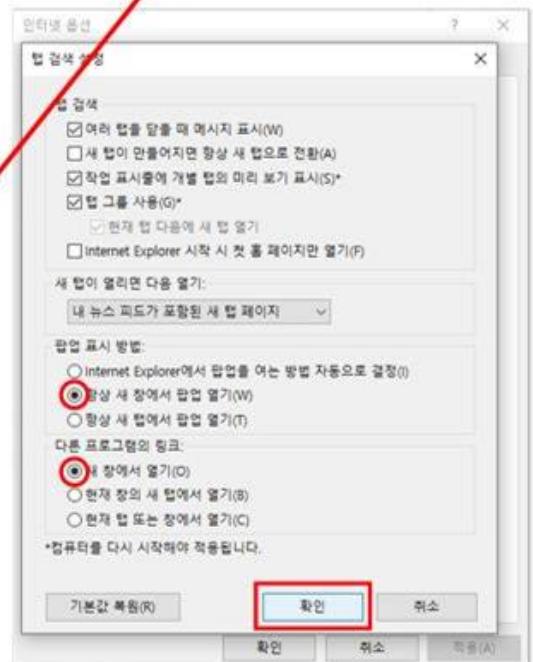 인터넷 옵션 ? ×
탭 검색 설정 ×
탭 검색
여러 탭을 닫을 때 메시지 표시(W)
새 탭이 만들어지면 항상 새 탭으로 전환(A)
작업 표시줄에 개별 탭의 미리 보기 표시(S)*
탭 그룹 사용(G)*
현재 탭 다음에 새 탭 열기
Internet Explorer 시작 시 첫 홈 페이지만 열기(F)
새 탭이 열리면 다음 열기:
내 뉴스 피드가 포함된 새 탭 페이지
팝업 표시 방법:
Internet Explorer에서 팝업을 여는 방법 자동으로 결정(I)
항상 새 창에서 팝업 열기(W)
항상 새 탭에서 팝업 열기(T)
다른 프로그램의 링크:
새 창에서 열기(O)
현재 창의 새 탭에서 열기(B)
현재 탭 또는 창에서 열기(C)
*컴퓨터를 다시 시작해야 적용됩니다.
기본값 복원(R) 확인 취소
확인 취소 적용(A)